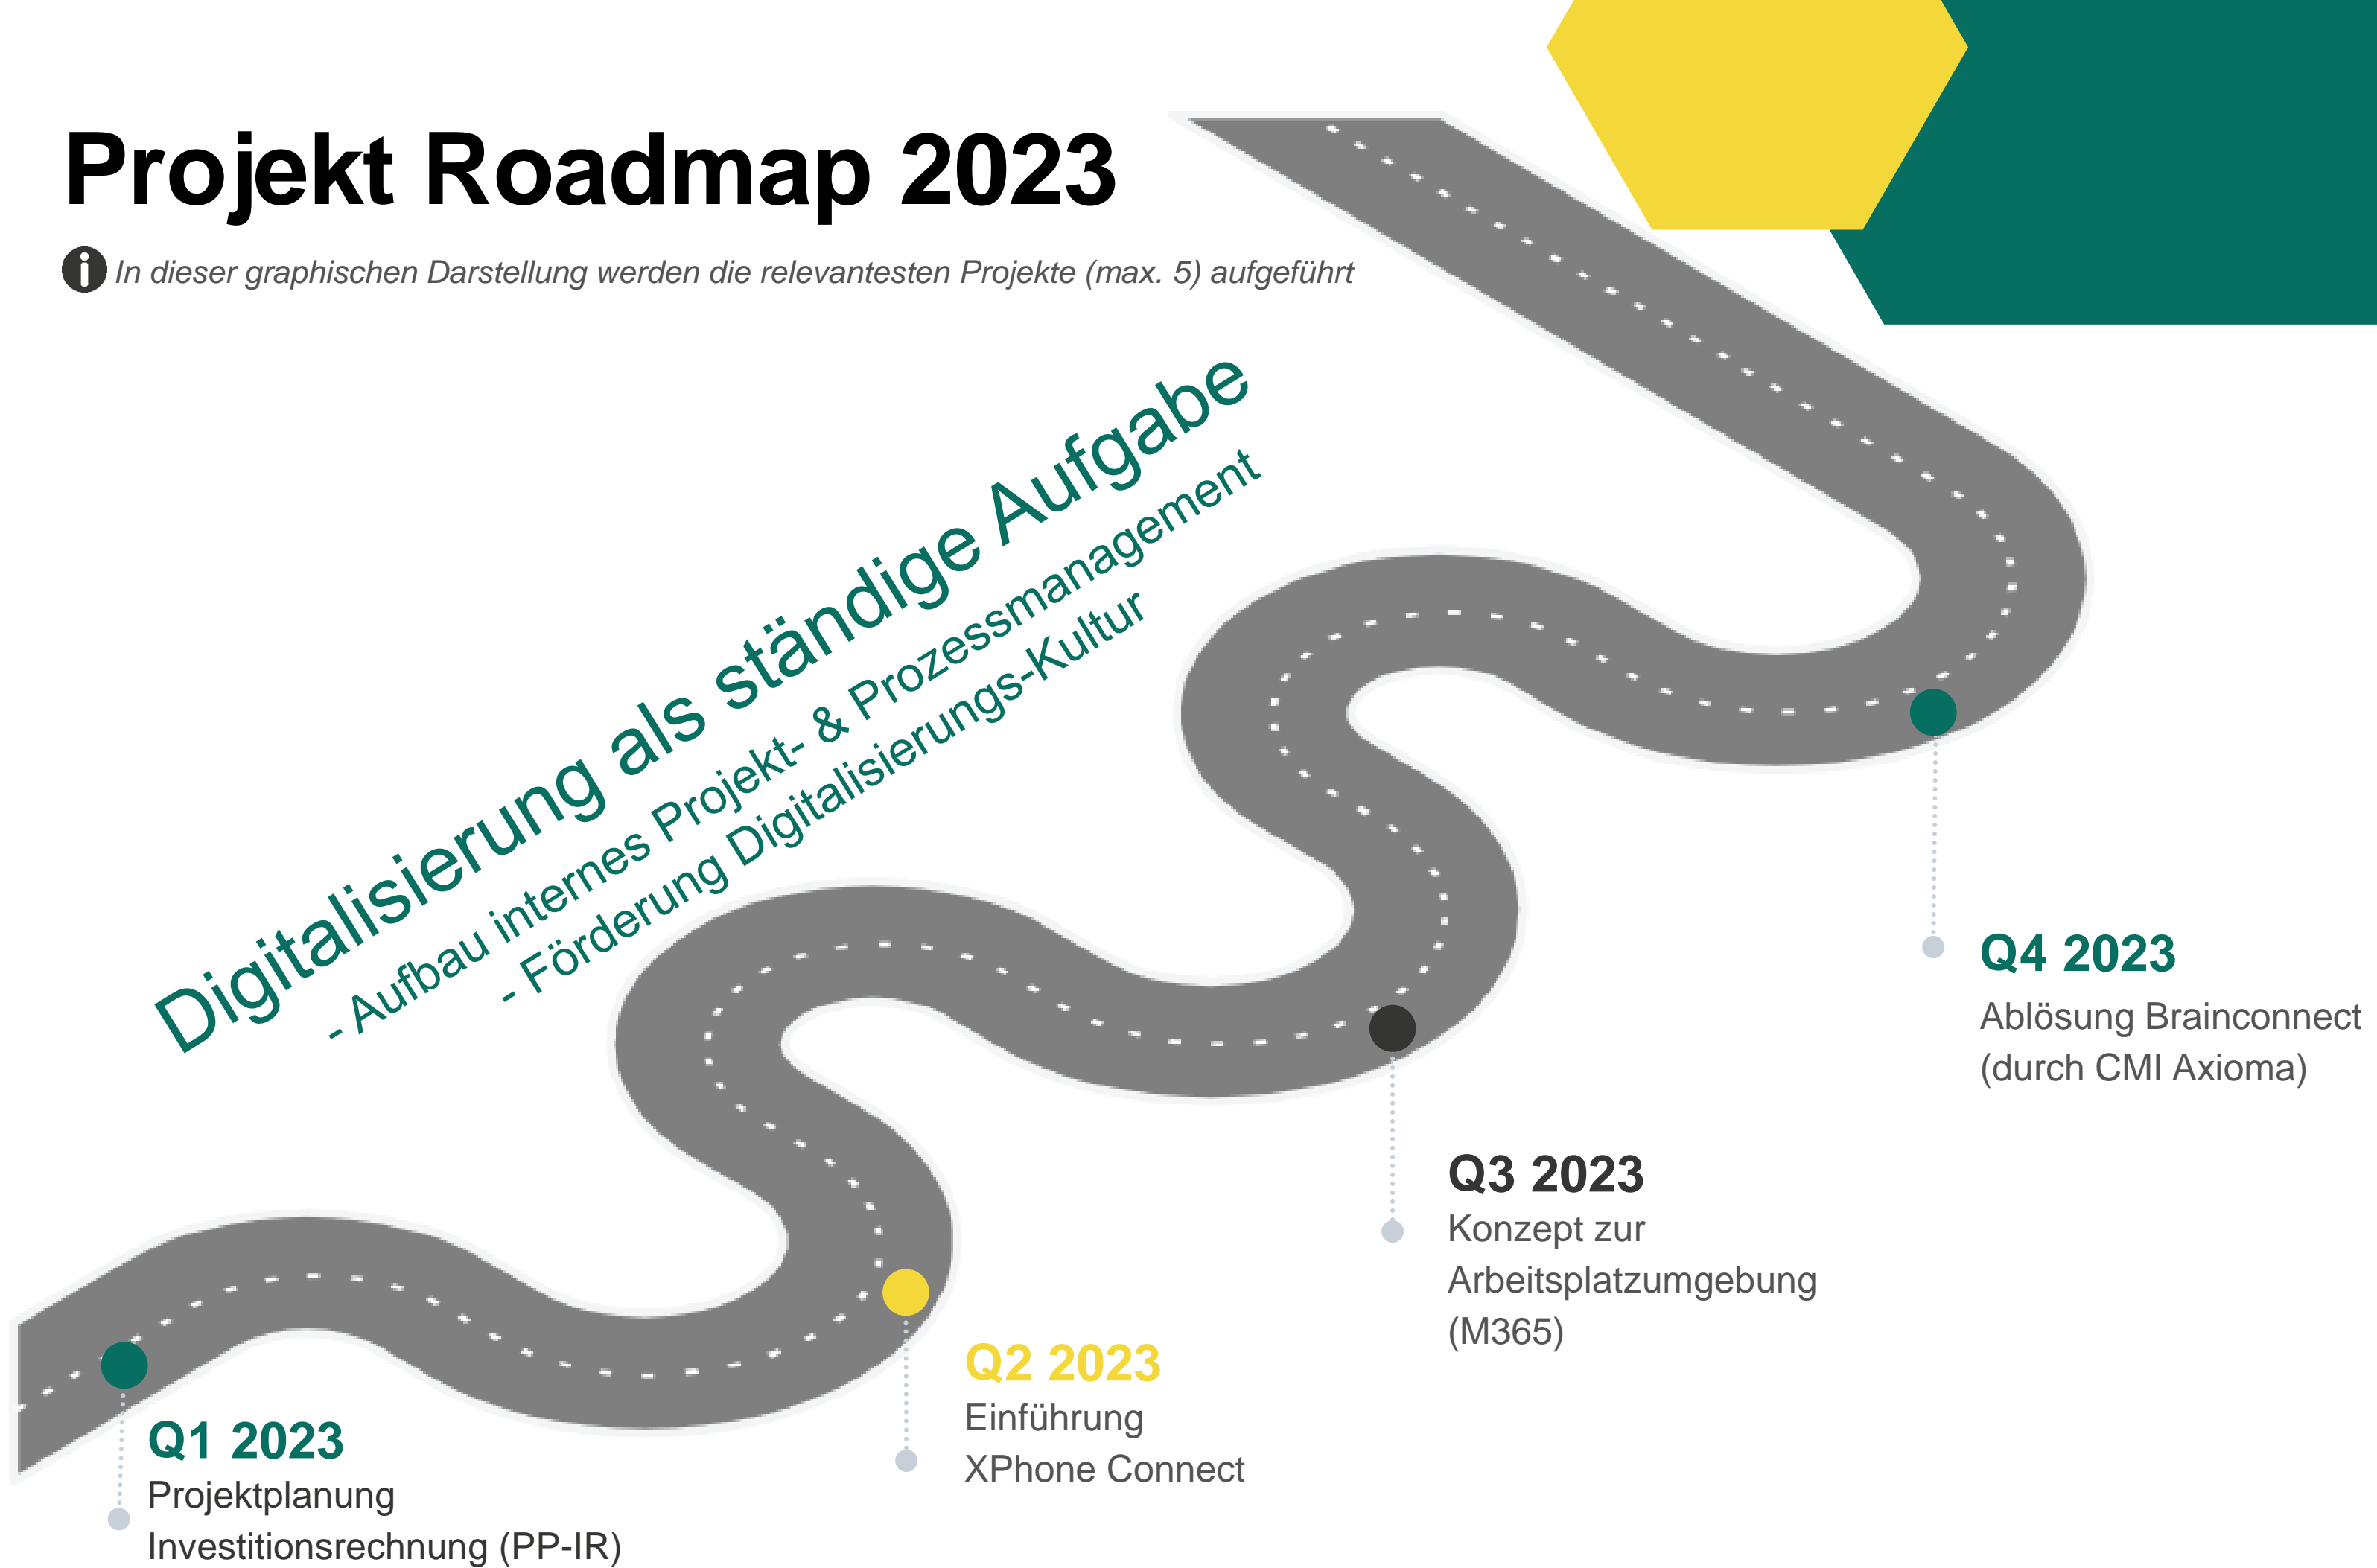 Projekt Roadmap 2023
In dieser graphischen Darstellung werden die relevantesten Projekte (max. 5) aufgeführt
Digitalisierung als ständige Aufgabe
- Aufbau internes Projekt- & Prozessmanagement
- Förderung Digitalisierungs-Kultur
Q1 2023
Projektplanung
Investitionsrechnung (PP-IR)
Q2 2023
Einführung
XPhone Connect
Q3 2023
Konzept zur
Arbeitsplatzumgebung
(M365)
Q4 2023
Ablösung Brainconnect
(durch CMI Axioma)